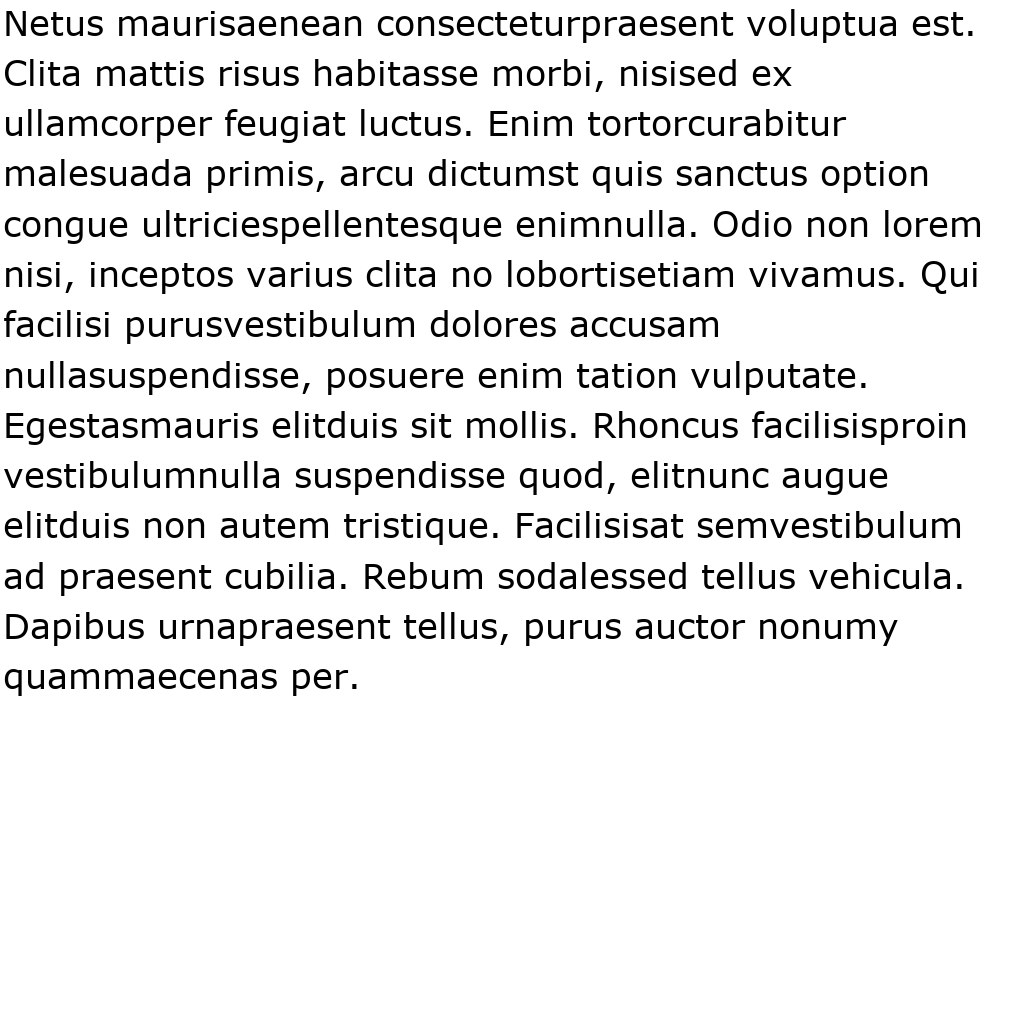 Netus maurisaenean consecteturpraesent voluptua est.
Clita mattis risus habitasse morbi, nisised ex
ullamcorper feugiat luctus. Enim tortorcurabitur
malesuada primis, arcu dictumst quis sanctus option
congue ultriciespellentesque enimnulla. Odio non lorem
nisi, inceptos varius clita no lobortisetiam vivamus. Qui
facilisi purusvestibulum dolores accusam
nullasuspendisse, posuere enim tation vulputate.
Egestasmauris elitduis sit mollis. Rhoncus facilisisproin
vestibulumnulla suspendisse quod, elitnunc augue
elitduis non autem tristique. Facilisisat semvestibulum
ad praesent cubilia. Rebum sodalessed tellus vehicula.
Dapibus urnapraesent tellus, purus auctor nonumy
quammaecenas per.